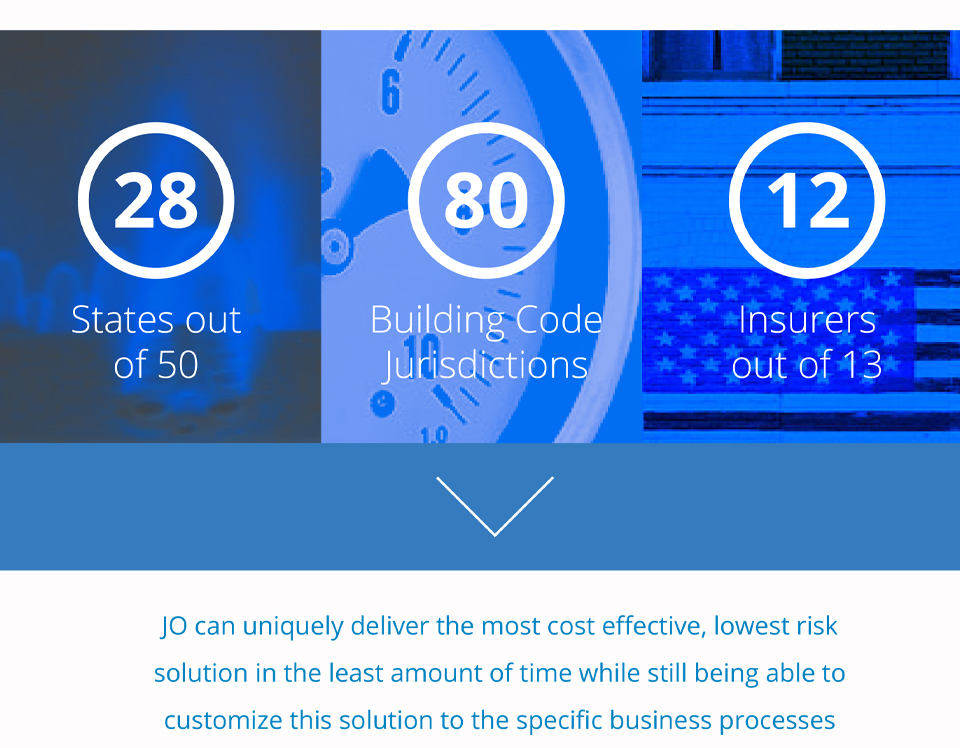 6
28
80
12
States out
of 50
Building Code
Jurisdictions
Insurers
out of 13
10
JO can uniquely deliver the most cost effective, lowest risk
solution in the least amount of time while still being able to
customize this solution to the specific business processes